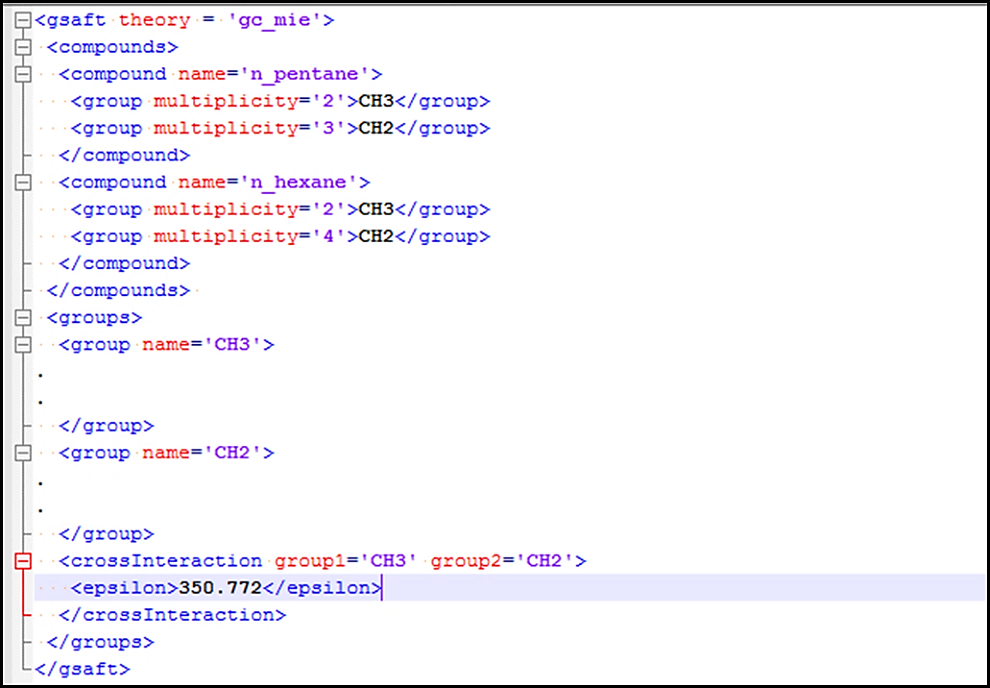 <gsaft theory = 'gc_mie'>
<compounds>
<compound name='n_pentane'>
<group multiplicity='2'>CH3</group>
<group multiplicity='3'>CH2</group>
</compound>
<compound name='n_hexane'>
<group multiplicity='2'>CH3</group>
<group multiplicity='4'>CH2</group>
</compound>
</compounds>
<groups>
<group name='CH3'>
.
.
</group>
<group name='CH2'>
.
.
</group>
<crossInteraction group1='CH3' group2='CH2'>
<epsilon>350.772</epsilon>
</crossInteraction>
</groups>
</gsaft>